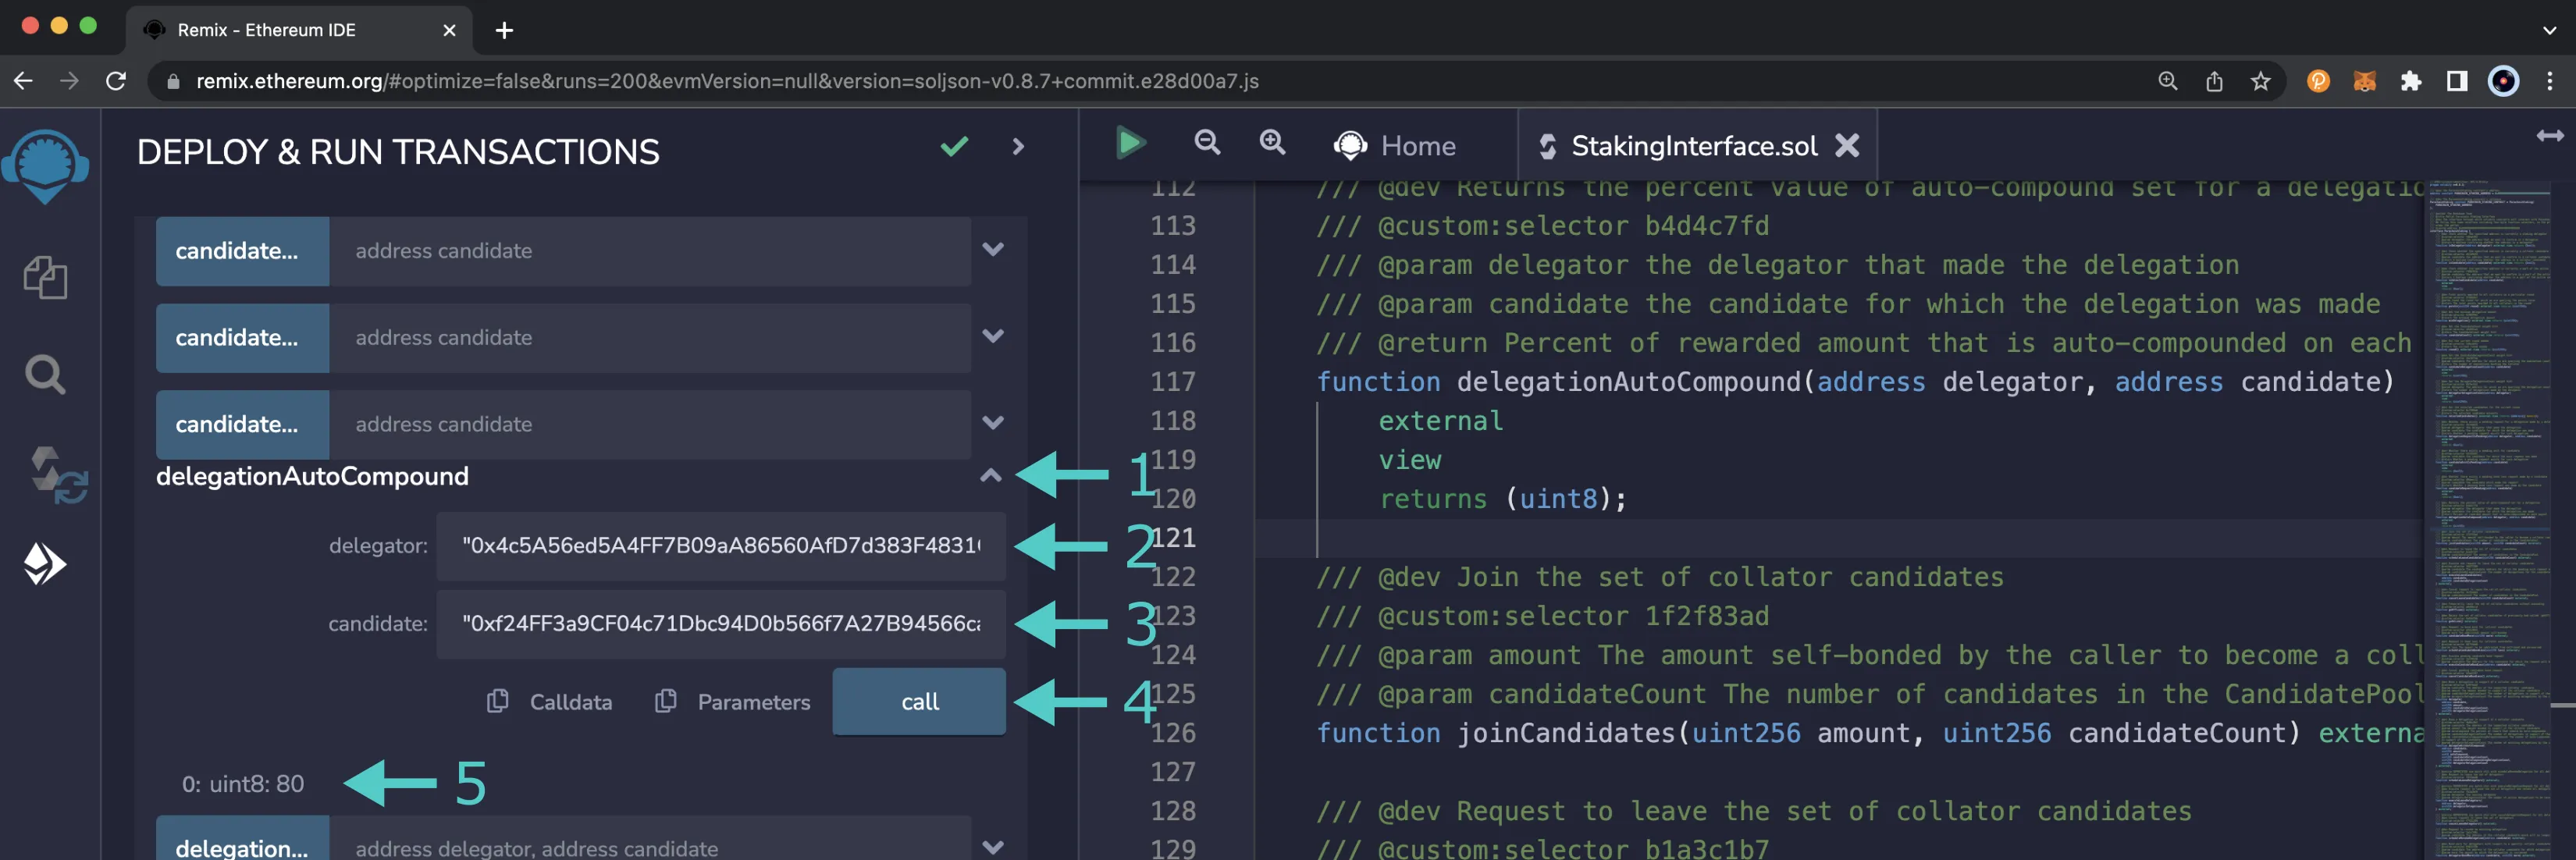 Remix - Ethereum IDE
remix.ethereum.org/#optimize=false&runs=200&evmVersion=null&version=soljson-v0.8.7+commit.e28d00a7.js
DEPLOY & RUN TRANSACTIONS
candidate... address candidate
candidate... address candidate
candidate... address candidate
delegationAutoCompound
1
delegator: "0x4c5A56ed5A4FF7B09aA86560AfD7d383F4831
2
candidate: "0xf24FF3a9CF04c71Dbc94D0b566f7A27B94566c
3
Calldata Parameters call
4
0: uint8: 80
5
delegation... address delegator, address candidate
Home StakingInterface.sol
112 /// @dev Returns the percent value of auto-compound set for a delegatio
113 /// @custom:selector b4d4c7fd
114 /// @param delegator the delegator that made the delegation
115 /// @param candidate the candidate for which the delegation was made
116 /// @return Percent of rewarded amount that is auto-compounded on each
117 function delegationAutoCompound(address delegator, address candidate)
118 external
119 view
120 returns (uint8);
121
122 /// @dev Join the set of collator candidates
123 /// @custom:selector 1f2f83ad
124 /// @param amount The amount self-bonded by the caller to become a coll
125 /// @param candidateCount The number of candidates in the CandidatePool
126 function joinCandidates(uint256 amount, uint256 candidateCount) externa
127
128 /// @dev Request to leave the set of collator candidates
129 /// @custom:selector b1a3c1b7